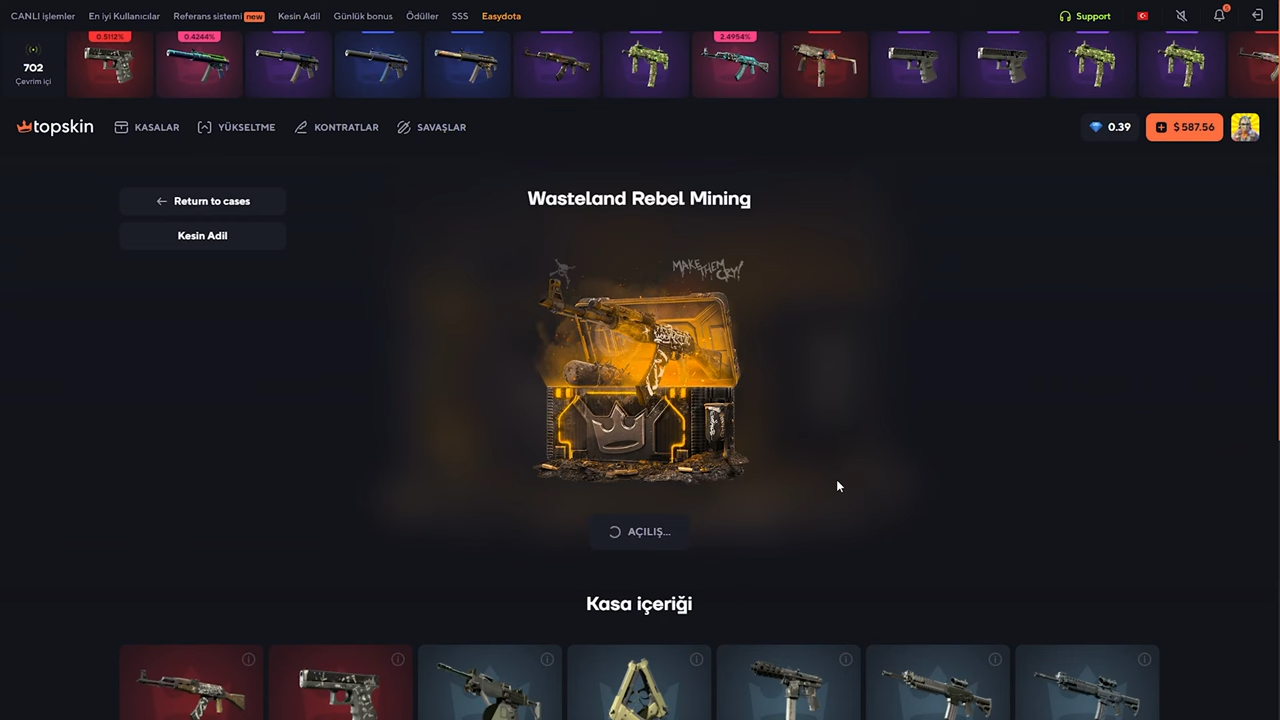 CANLI işlemler En iyi Kullanıcılar Referans sistemi new Kesin Adil Günlük bonus Ödüller SSS Easydota Support 5
0.5112% 0.4244% 2.4954%
702
Çevrim içi
topskin KASALAR YÜKSELTME KONTRATLAR SAVAŞLAR 0.39 $ 587.56
← Return to cases
Kesin Adil
Wasteland Rebel Mining
MAKE THEM CRY!
AÇILIŞ...
Kasa içeriği